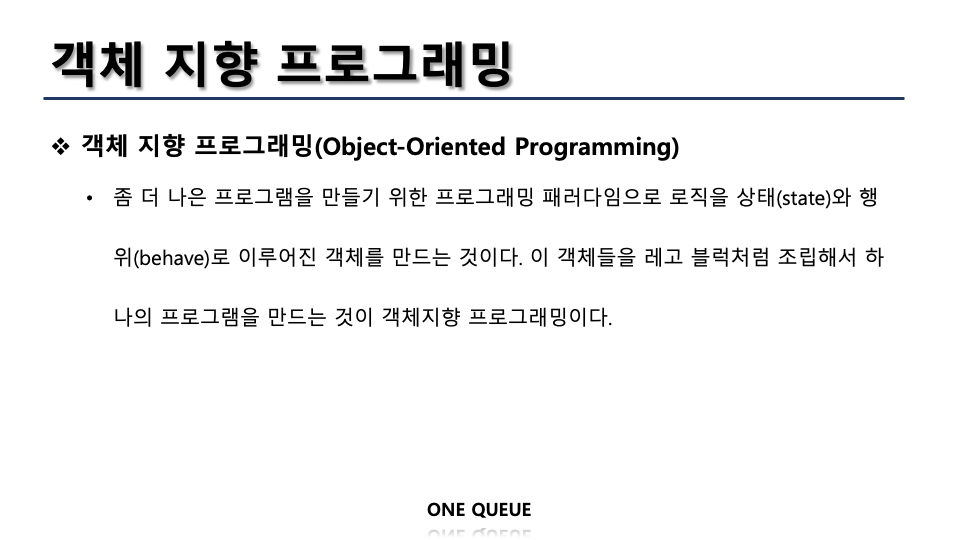 객체 지향 프로그래밍
❖ 객체 지향 프로그래밍(Object-Oriented Programming)
• 좀 더 나은 프로그램을 만들기 위한 프로그래밍 패러다임으로 로직을 상태(state)와 행
위(behave)로 이루어진 객체를 만드는 것이다. 이 객체들을 레고 블럭처럼 조립해서 하
나의 프로그램을 만드는 것이 객체지향 프로그래밍이다.
ONE QUEUE